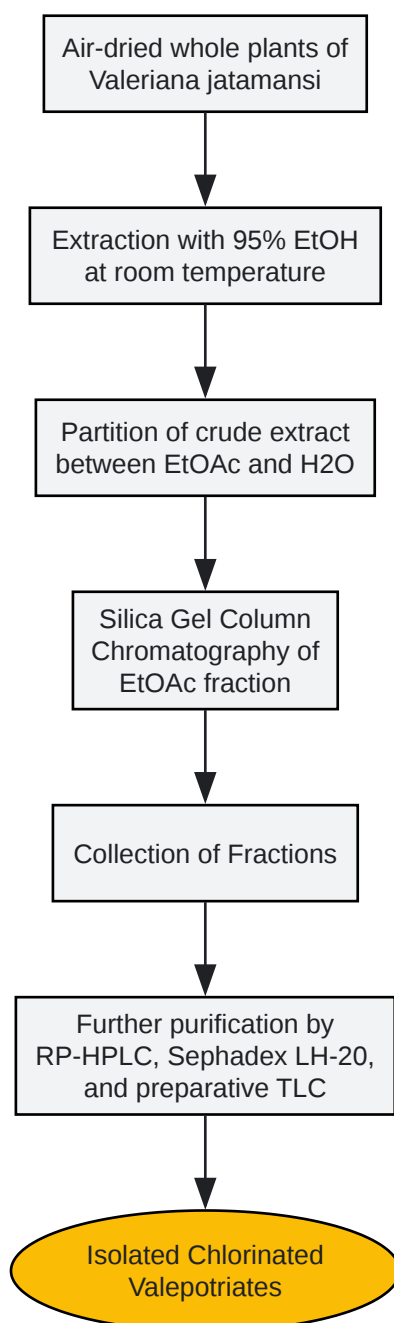 Air-dried whole plants of
Valeriana jatamansi
Extraction with 95% EtOH
at room temperature
Partition of crude extract
between EtOAc and H2O
Silica Gel Column
Chromatography of
EtOAc fraction
Collection of Fractions
Further purification by
RP-HPLC, Sephadex LH-20,
and preparative TLC
Isolated Chlorinated
Valepotriates